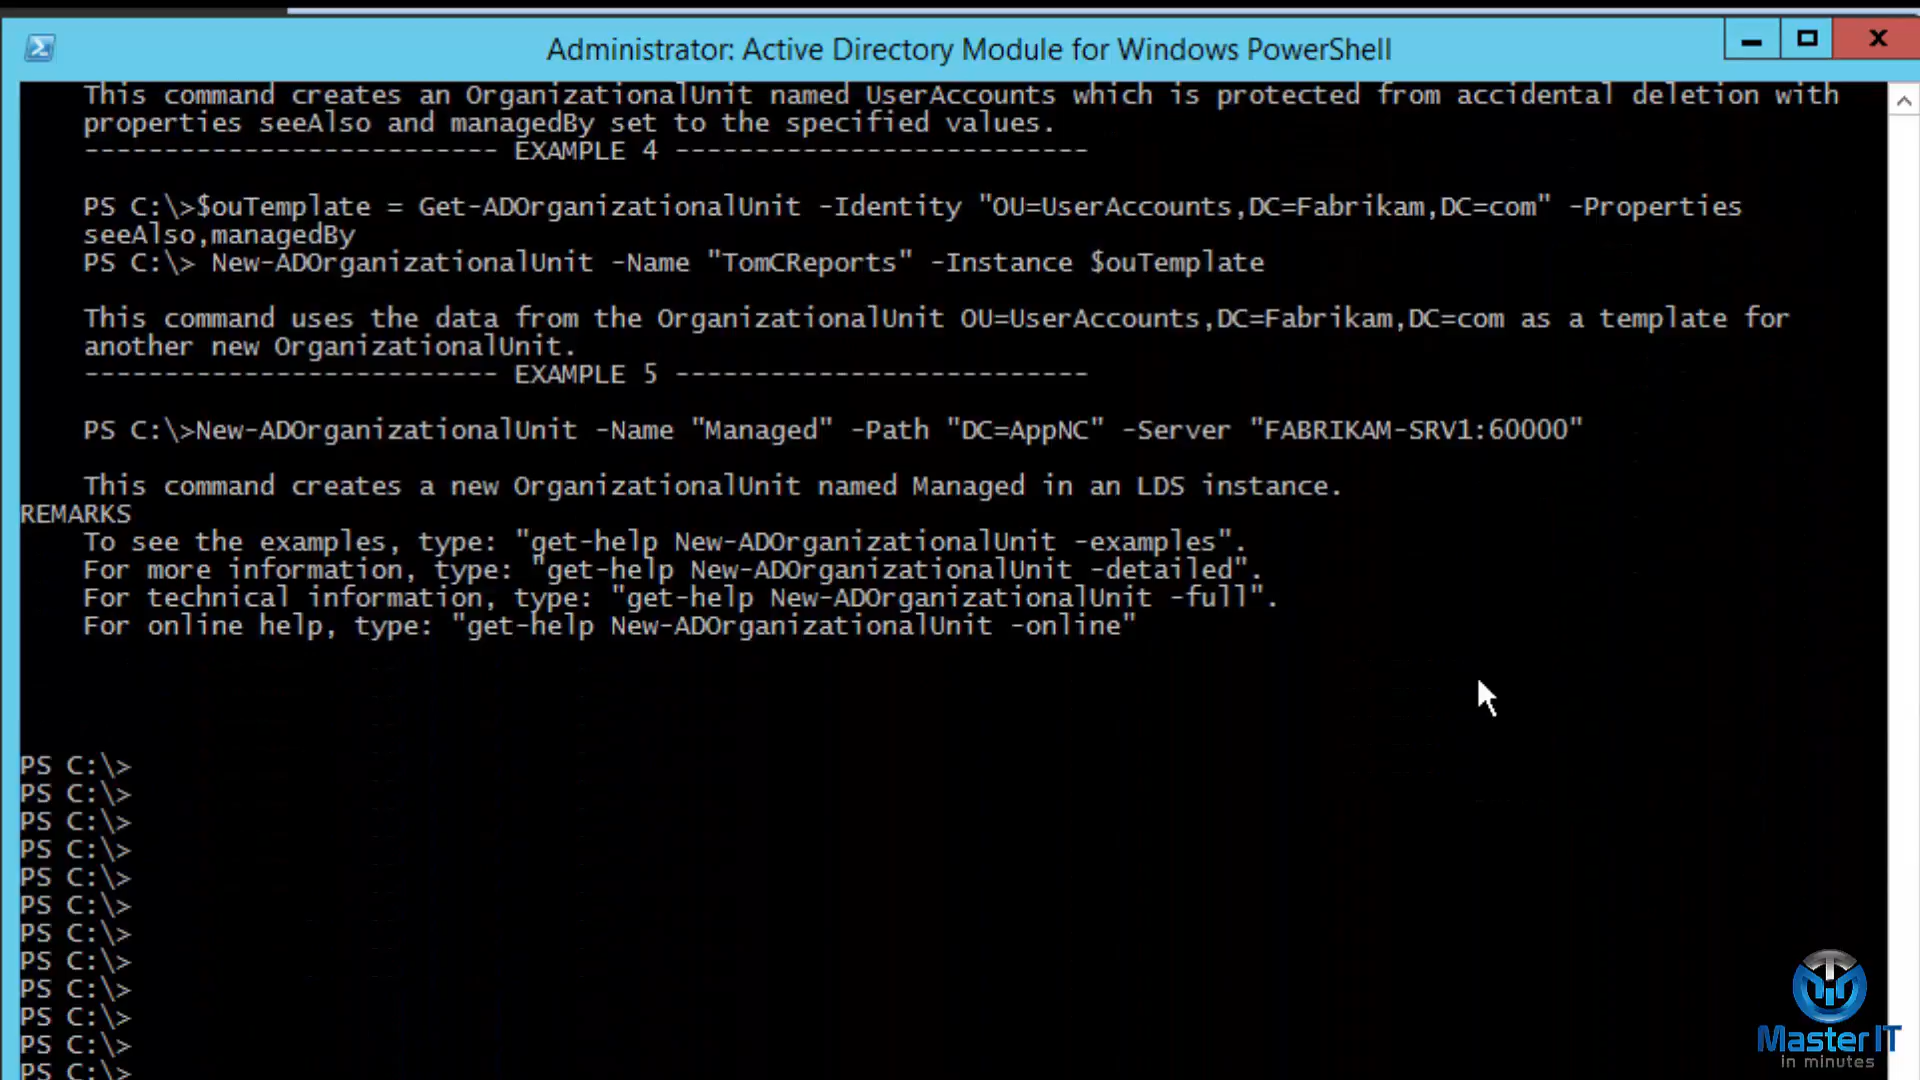 Administrator: Active Directory Module for Windows PowerShell
This command creates an OrganizationalUnit named UserAccounts which is protected from accidental deletion with
properties seeAlso and managedBy set to the specified values.
-------------------------- EXAMPLE 4 --------------------------
PS C:\>$ouTemplate = Get-ADOrganizationalUnit -Identity "OU=UserAccounts,DC=Fabrikam,DC=com" -Properties
seeAlso,managedBy
PS C:\> New-ADOrganizationalUnit -Name "TomCReports" -Instance $ouTemplate
This command uses the data from the OrganizationalUnit OU=UserAccounts,DC=Fabrikam,DC=com as a template for
another new OrganizationalUnit.
-------------------------- EXAMPLE 5 --------------------------
PS C:\>New-ADOrganizationalUnit -Name "Managed" -Path "DC=AppNC" -Server "FABRIKAM-SRV1:60000"
This command creates a new OrganizationalUnit named Managed in an LDS instance.
REMARKS
To see the examples, type: "get-help New-ADOrganizationalUnit -examples".
For more information, type: "get-help New-ADOrganizationalUnit -detailed".
For technical information, type: "get-help New-ADOrganizationalUnit -full".
For online help, type: "get-help New-ADOrganizationalUnit -online"
PS C:\>
PS C:\>
PS C:\>
PS C:\>
PS C:\>
PS C:\>
PS C:\>
PS C:\>
PS C:\>
PS C:\>
PS C:\>
PS C:\>
Master IT
in minutes